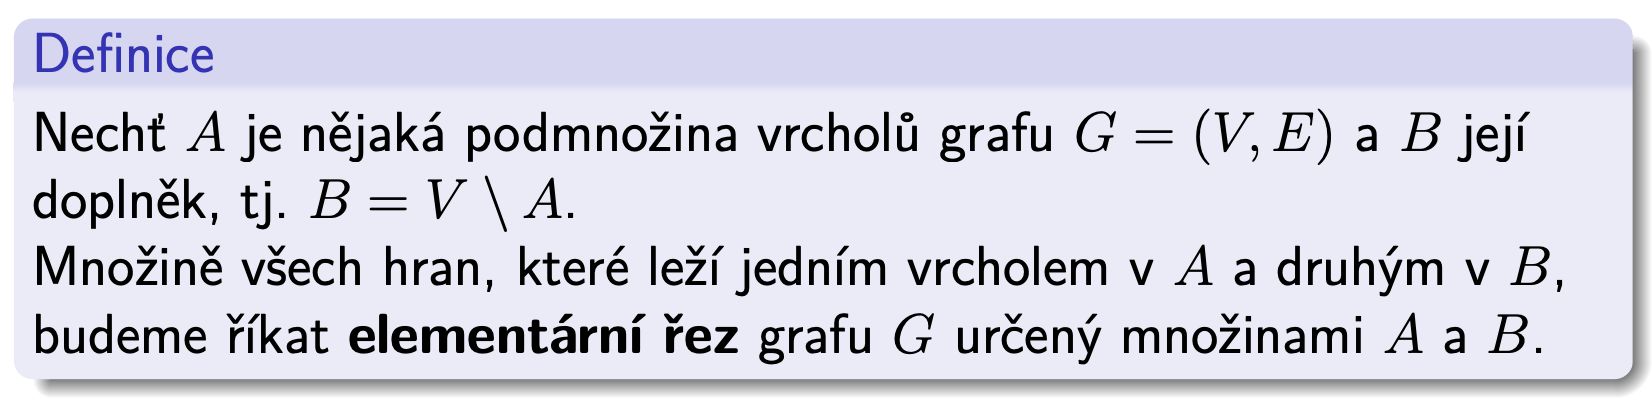 Definice
Nechť A je nějaká podmnožina vrcholů grafu G = (V, E) a B její
doplněk, tj. B = V \ A.
Množině všech hran, které leží jedním vrcholem v A a druhým v B,
budeme říkat elementární řez grafu G určený množinami A a B.